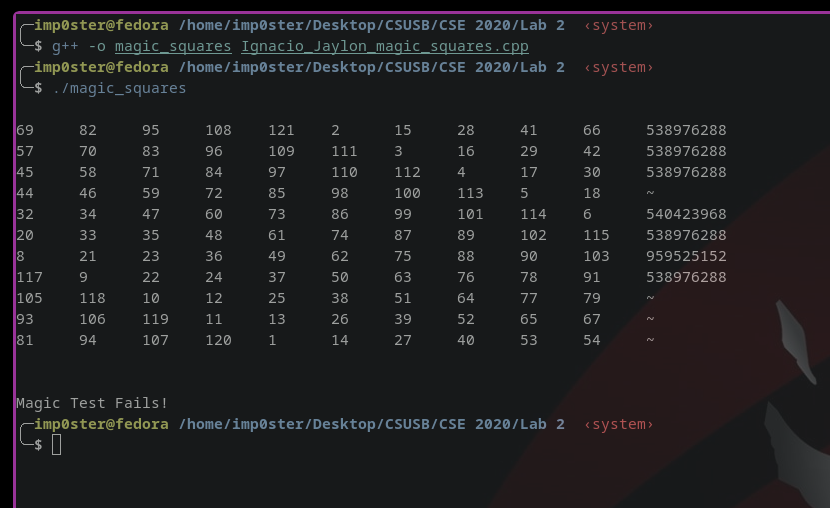 ╭─imp0ster@fedora /home/imp0ster/Desktop/CSUSB/CSE 2020/Lab 2 ‹system›
╰─$ g++ -o magic_squares Ignacio_Jaylon_magic_squares.cpp
╭─imp0ster@fedora /home/imp0ster/Desktop/CSUSB/CSE 2020/Lab 2 ‹system›
╰─$ ./magic_squares
69 82 95 108 121 2 15 28 41 66 538976288
57 70 83 96 109 111 3 16 29 42 538976288
45 58 71 84 97 110 112 4 17 30 538976288
44 46 59 72 85 98 100 113 5 18 ~
32 34 47 60 73 86 99 101 114 6 540423968
20 33 35 48 61 74 87 89 102 115 538976288
8 21 23 36 49 62 75 88 90 103 959525152
117 9 22 24 37 50 63 76 78 91 538976288
105 118 10 12 25 38 51 64 77 79 ~
93 106 119 11 13 26 39 52 65 67 ~
81 94 107 120 1 14 27 40 53 54 ~
Magic Test Fails!
╭─imp0ster@fedora /home/imp0ster/Desktop/CSUSB/CSE 2020/Lab 2 ‹system›
╰─$